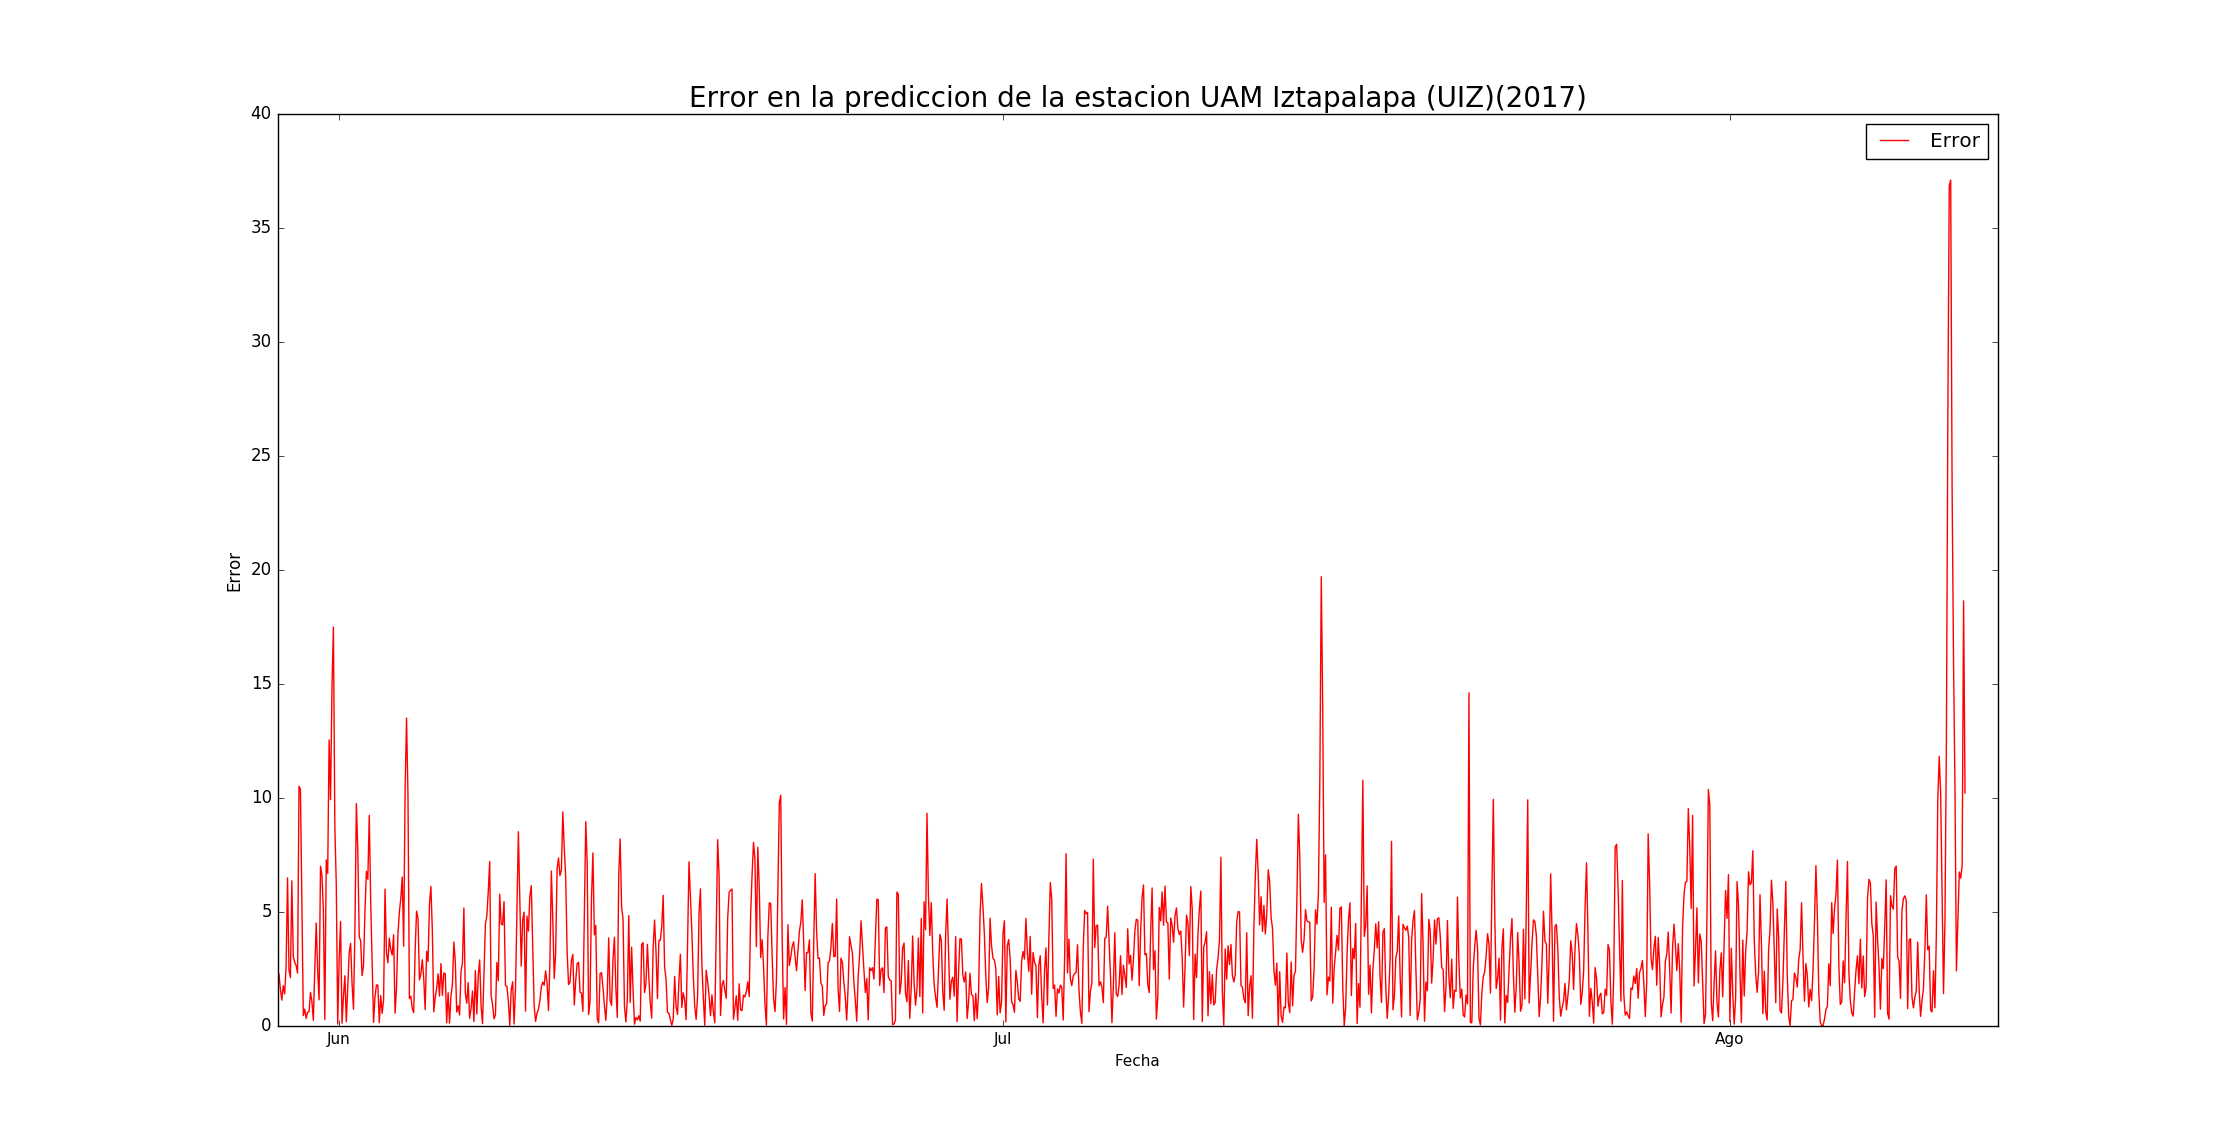 Error en la prediccion de la estacion UAM Iztapalapa (UIZ)(2017)
40
35
30
25
20
15
10
5
0
Error
Error
Jun
Jul
Ago
Fecha